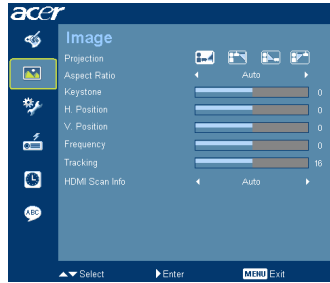 acer
Image
Projection
Aspect Ratio Auto
Keystone 0
H. Position 0
V. Position 0
Frequency 0
Tracking 16
HDMI Scan Info Auto
ABC
Select Enter MENU Exit